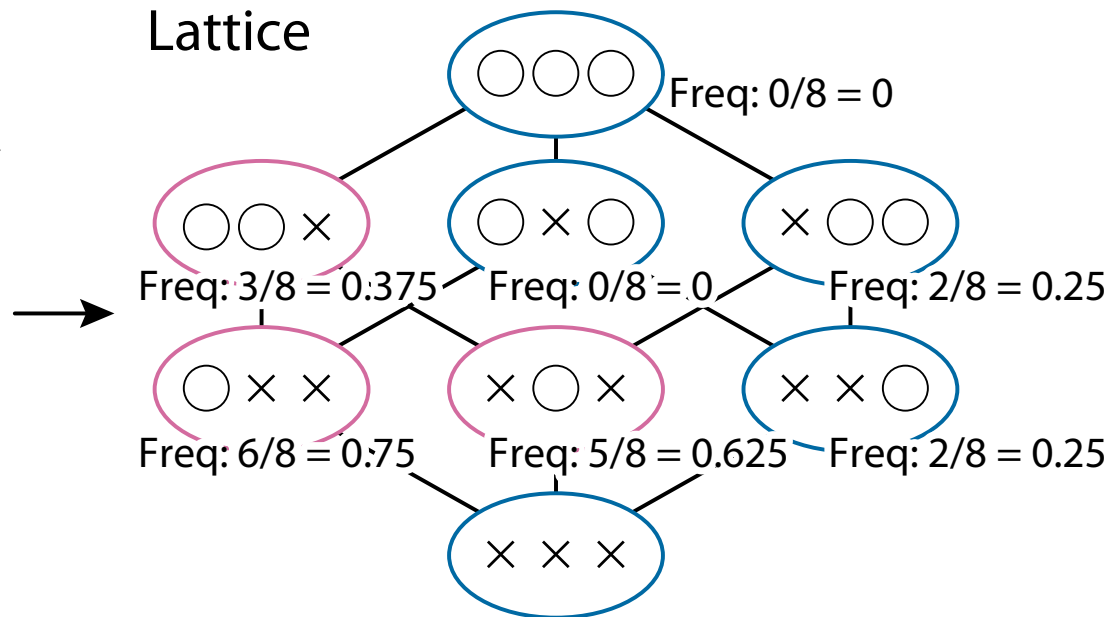 Lattice
◯ ◯ ◯
Freq: 0/8 = 0
◯ ◯ ×
◯ × ◯
× ◯ ◯
Freq: 3/8 = 0.375
Freq: 0/8 = 0
Freq: 2/8 = 0.25
◯ × ×
× ◯ ×
× × ◯
Freq: 6/8 = 0.75
Freq: 5/8 = 0.625
Freq: 2/8 = 0.25
× × ×